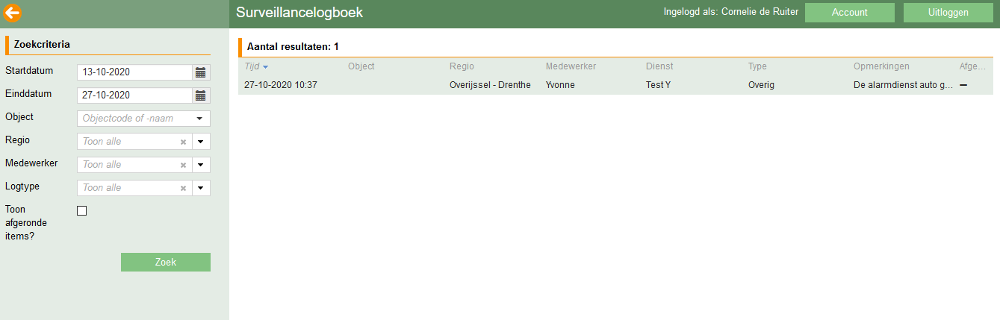 Surveillancelogboek
Ingelogd als: Cornelie de Ruiter
Account
Uitloggen
Zoekcriteria
Startdatum 13-10-2020
Einddatum 27-10-2020
Object Objectcode of -naam
Regio Toon alle
Medewerker Toon alle
Logtype Toon alle
Toon
afgeronde
items?
Zoek
Aantal resultaten: 1
Tijd Object Regio Medewerker Dienst Type Opmerkingen Afge...
27-10-2020 10:37 Overijssel - Drenthe Yvonne Test Y Overig De alarmdienst auto g... –